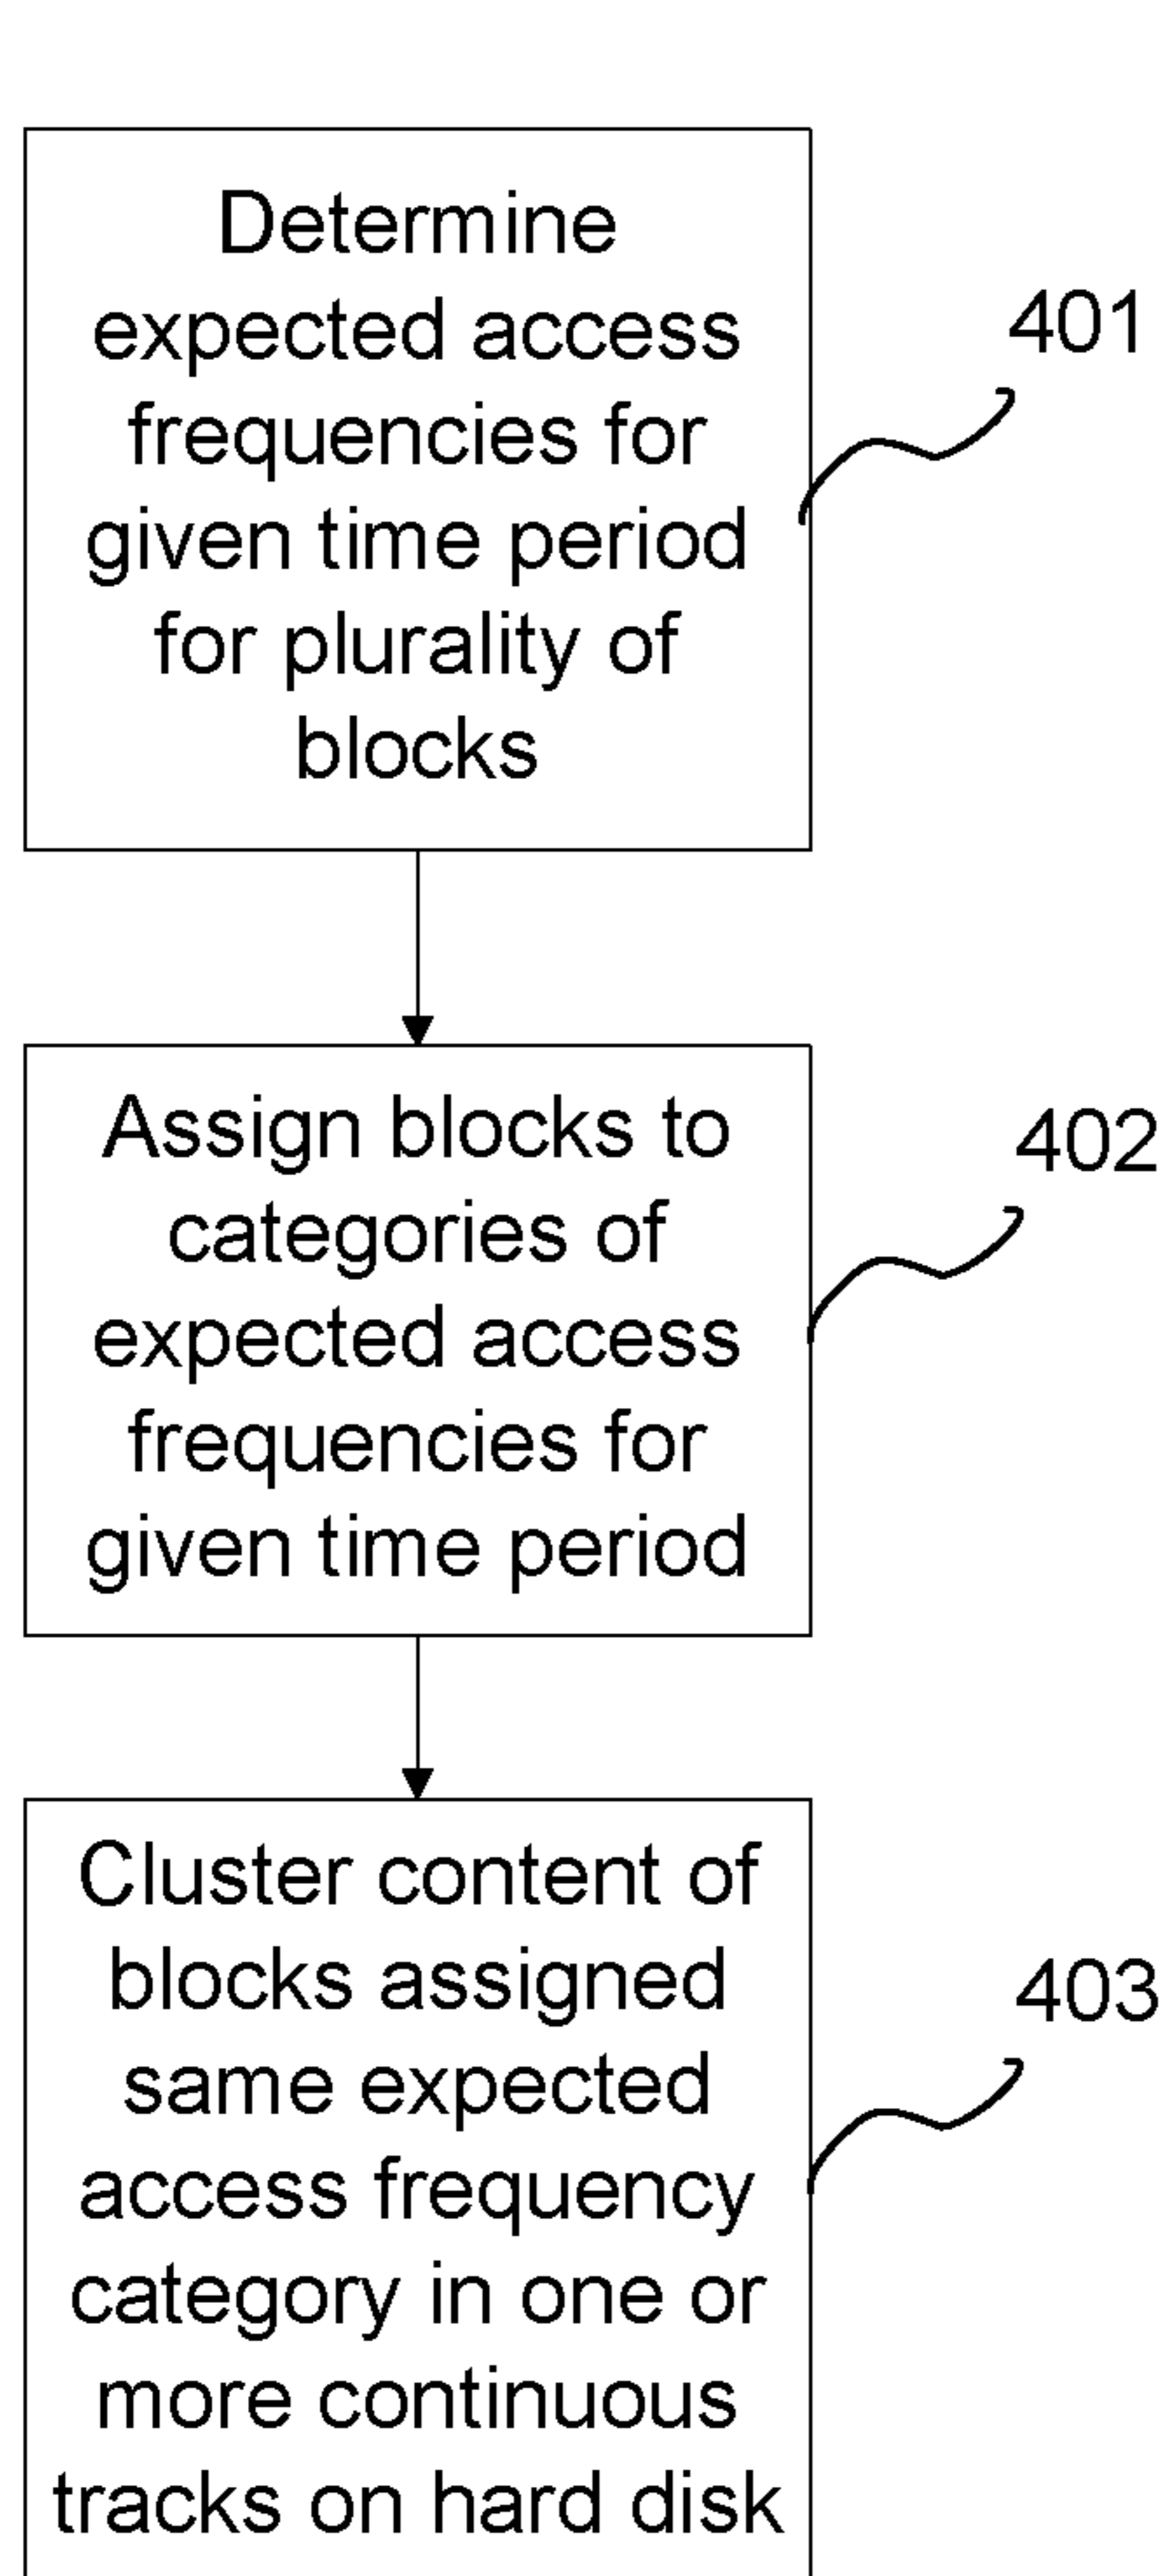 Determine
expected access
frequencies for
given time period
for plurality of
blocks
401
Assign blocks to
categories of
expected access
frequencies for
given time period
402
Cluster content of
blocks assigned
same expected
access frequency
category in one or
more continuous
tracks on hard disk
403